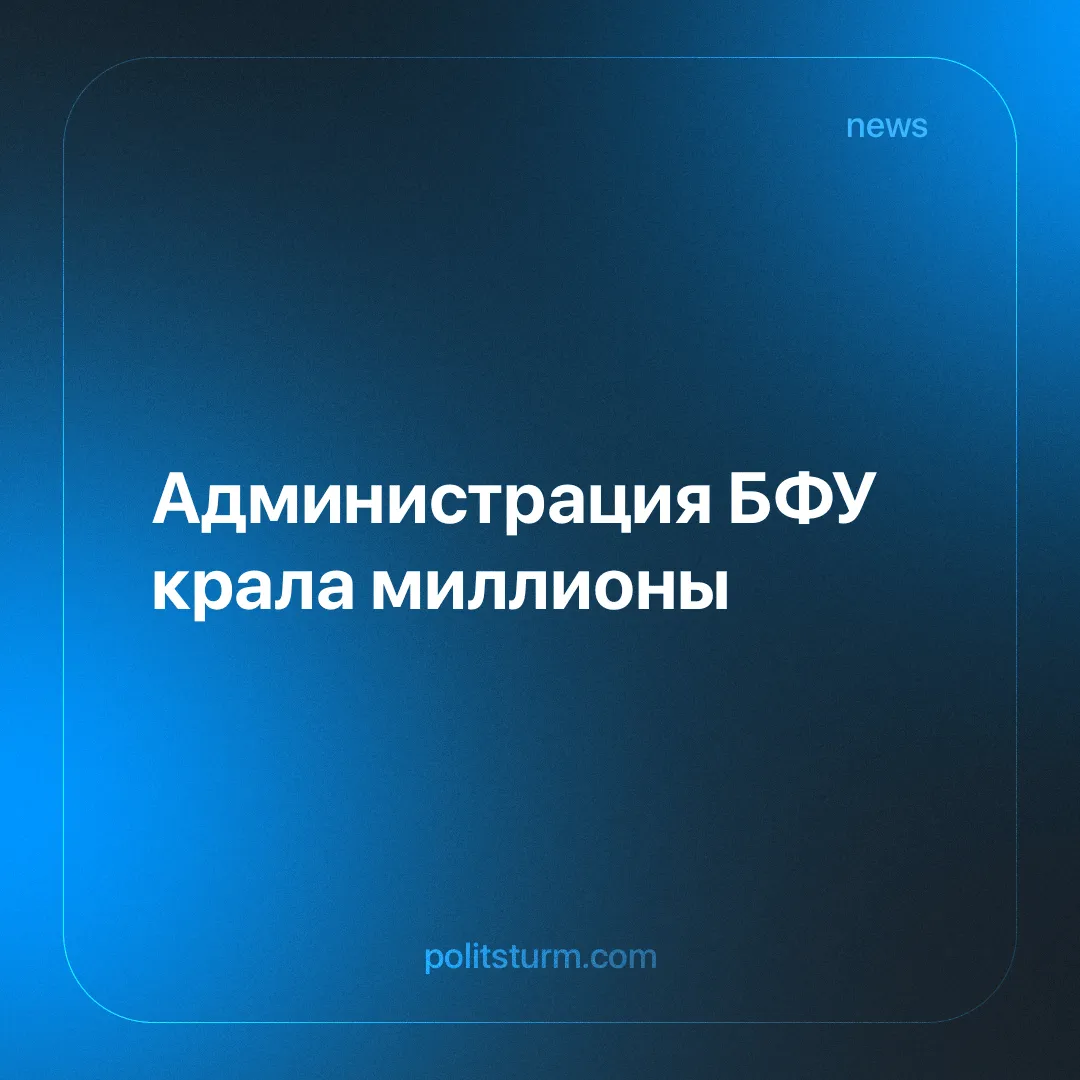 news
Администрация БФУ
крала миллионы
politsturm.com